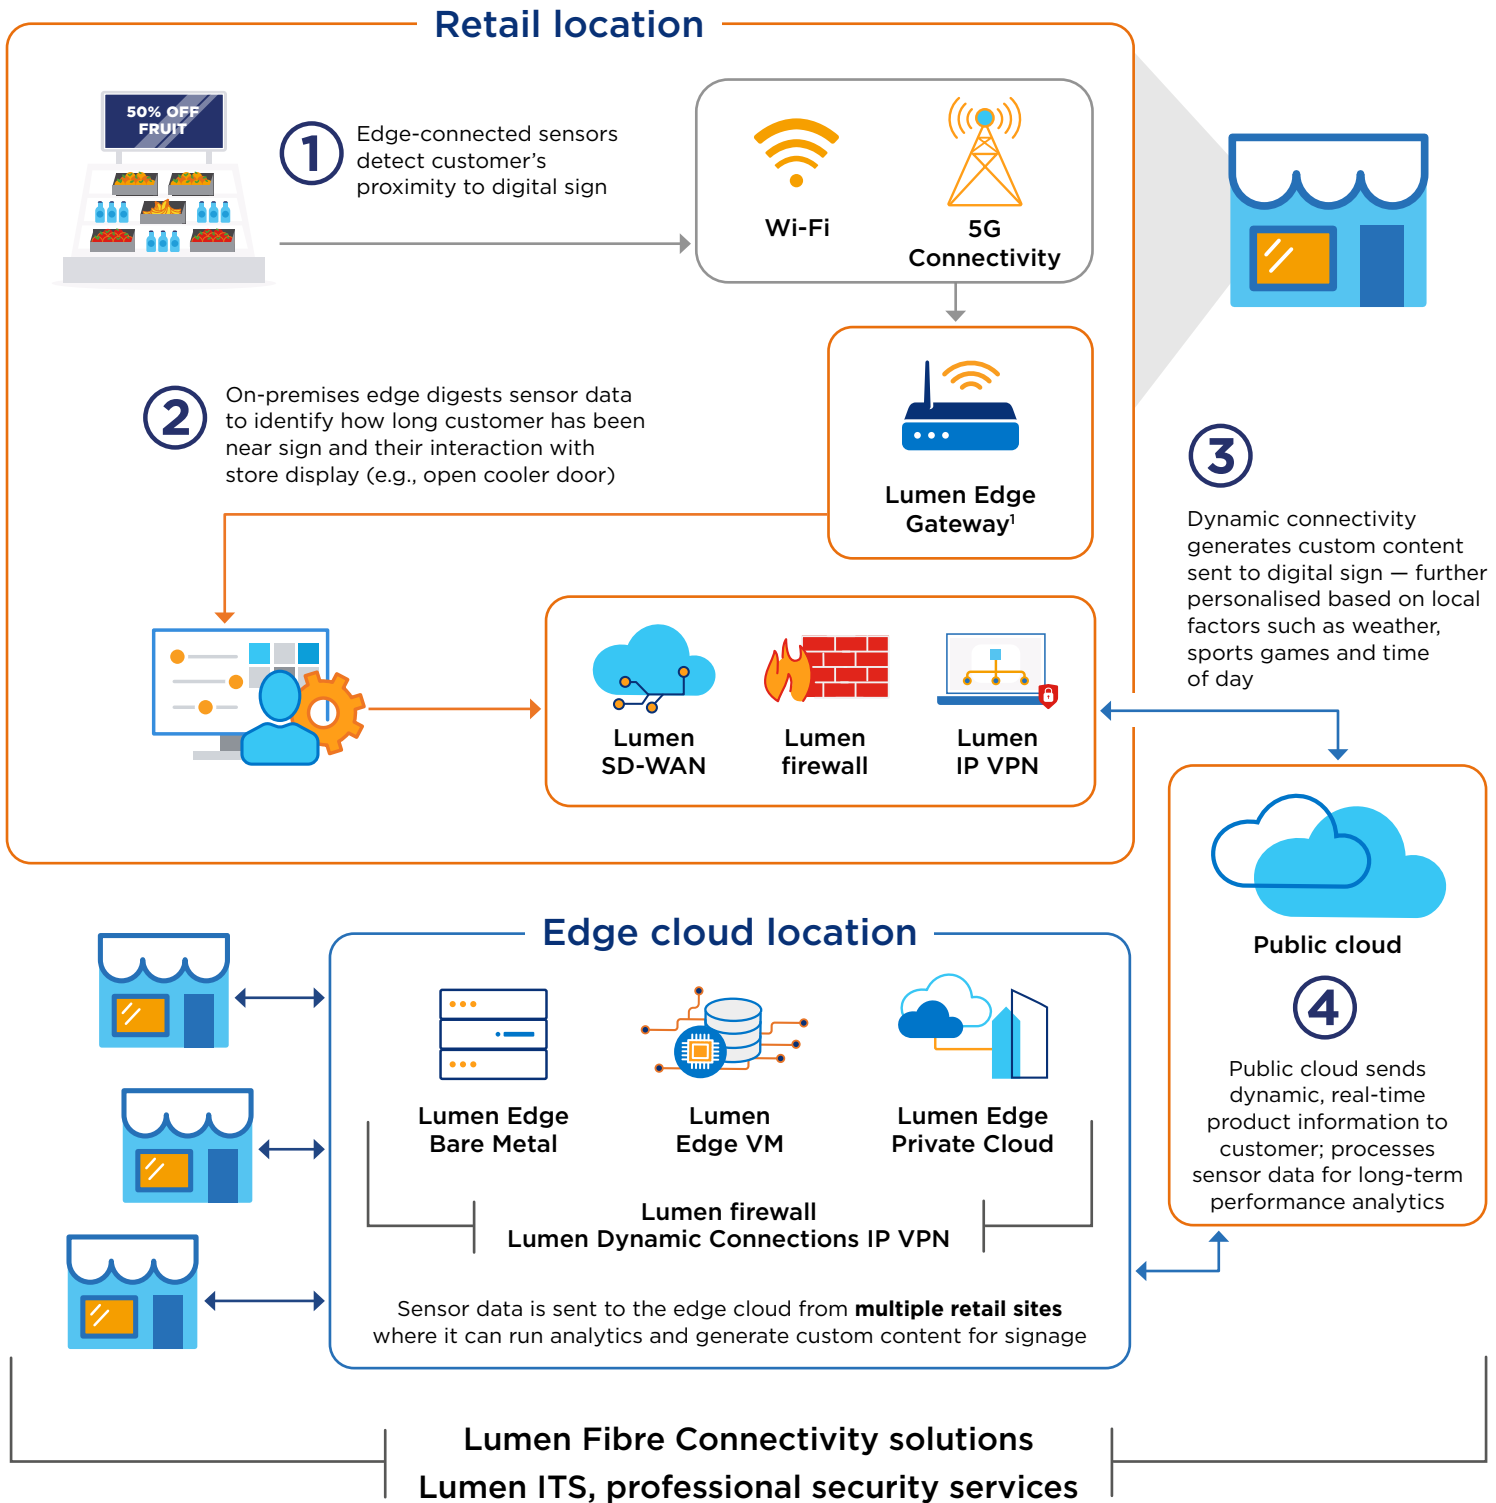 Retail location
50% OFF
FRUIT
1
Edge-connected sensors
detect customer's
proximity to digital sign
Wi-Fi
5G
Connectivity
2
On-premises edge digests sensor data
to identify how long customer has been
near sign and their interaction with
store display (e.g., open cooler door)
Lumen Edge
Gateway¹
3
Dynamic connectivity
generates custom content
sent to digital sign — further
personalised based on local
factors such as weather,
sports games and time
of day
Lumen
SD-WAN
Lumen
firewall
Lumen
IP VPN
Public cloud
4
Public cloud sends
dynamic, real-time
product information to
customer; processes
sensor data for long-term
performance analytics
Edge cloud location
Lumen Edge
Bare Metal
Lumen
Edge VM
Lumen Edge
Private Cloud
Lumen firewall
Lumen Dynamic Connections IP VPN
Sensor data is sent to the edge cloud from multiple retail sites
where it can run analytics and generate custom content for signage
Lumen Fibre Connectivity solutions
Lumen ITS, professional security services